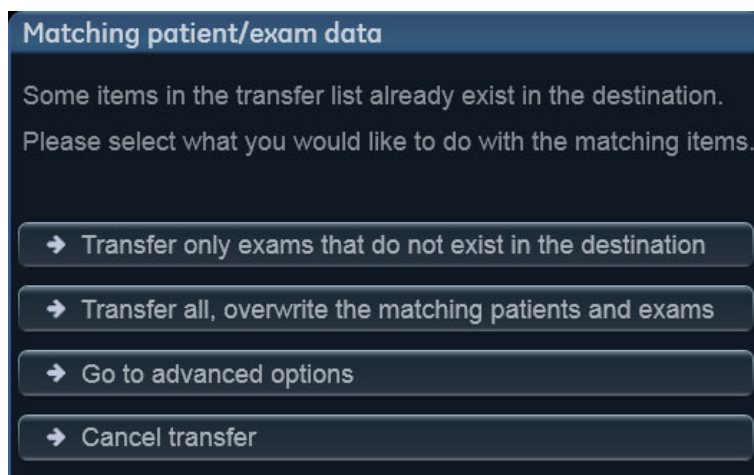 Matching patient/exam data
Some items in the transfer list already exist in the destination.
Please select what you would like to do with the matching items.
Transfer only exams that do not exist in the destination
Transfer all, overwrite the matching patients and exams
Go to advanced options
Cancel transfer